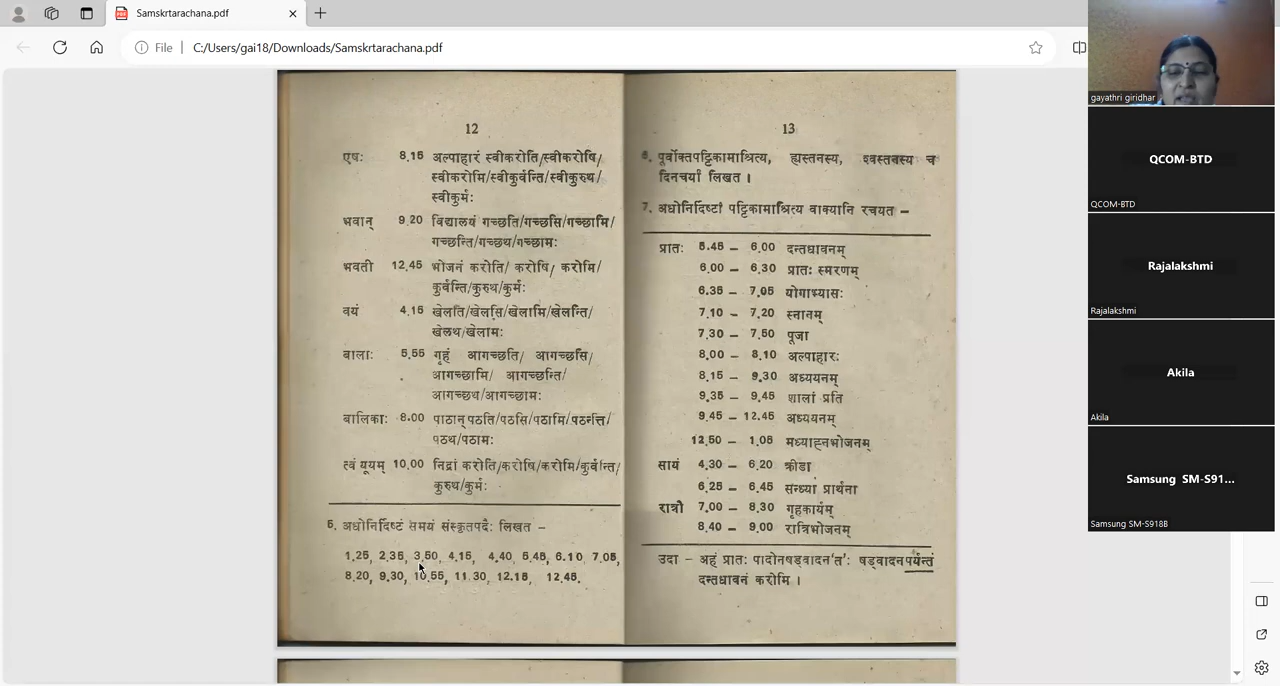 Samskrtarachana.pdf
File | C:/Users/gai18/Downloads/Samskrtarachana.pdf
12
एषः 8.15 अल्पाहारं स्वीकरोति/स्वीकरोषि/
स्वीकरोमि/स्वीकुर्वन्ति/स्वीकुरुथ/
स्वीकुर्मः
भवान् 9.20 विद्यालयं गच्छति/गच्छसि/गच्छामि/
गच्छन्ति/गच्छथ/गच्छामः
भवती 12.45 भोजनं करोति/ करोषि/ करोमि/
कुर्वन्ति/कुरुथ/कुर्मः
वयं 4.15 खेलति/खेलसि/खेलामि/खेलन्ति/
खेलथ/खेलामः
बालाः 5.55 गृहं आगच्छति/ आगच्छसि/
आगच्छामि/ आगच्छन्ति/
आगच्छथ/आगच्छामः
बालिकाः 8.00 पाठान् पठति/पठसि/पठामि/पठन्ति/
पठथ/पठामः
त्वं यूयम् 10.00 निद्रां करोति/करोषि/करोमि/कुर्वन्ति/
कुरुथ/कुर्मः
5. अधोनिर्दिष्टं समयं संस्कृतपदैः लिखत –
1.25, 2.35, 3.50, 4.15, 4.40, 5.45, 6.10, 7.05,
8.20, 9.30, 10.55, 11.30, 12.15, 12.45.
13
6. पूर्वोक्तपट्टिकामाश्रित्य, ह्यस्तनस्य, श्वस्तनस्य च
दिनचर्यां लिखत ।
7. अधोनिर्दिष्टां पट्टिकामाश्रित्य वाक्यानि रचयत –
प्रातः 5.45 – 6.00 दन्तधावनम्
6.00 – 6.30 प्रातः स्मरणम्
6.35 – 7.05 योगाभ्यासः
7.10 – 7.20 स्नानम्
7.30 – 7.50 पूजा
8.00 – 8.10 अल्पाहारः
8.15 – 9.30 अध्ययनम्
9.35 – 9.45 शालां प्रति
9.45 – 12.45 अध्ययनम्
12.50 – 1.05 मध्याह्नभोजनम्
सायं 4.30 – 6.20 क्रीडा
6.25 – 6.45 सन्ध्यां प्रार्थना
रात्रौ 7.00 – 8.30 गृहकार्यम्
8.40 – 9.00 रात्रिभोजनम्
उदा – अहं प्रातः पादोनषड्वादन‘त’ः षड्वादनपर्यन्तं
दन्तधावनं करोमि ।
gayathri giridhar
QCOM-BTD
QCOM-BTD
Rajalakshmi
Rajalakshmi
Akila
Akila
Samsung SM-S91...
Samsung SM-S918B